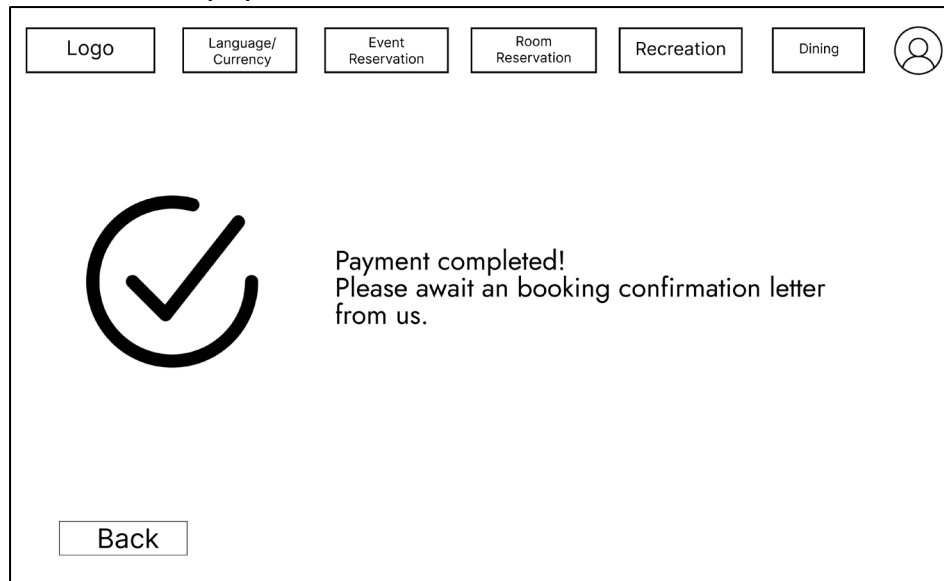 Logo
Language/
Currency
Event
Reservation
Room
Reservation
Recreation
Dining
Payment completed!
Please await an booking confirmation letter
from us.
Back